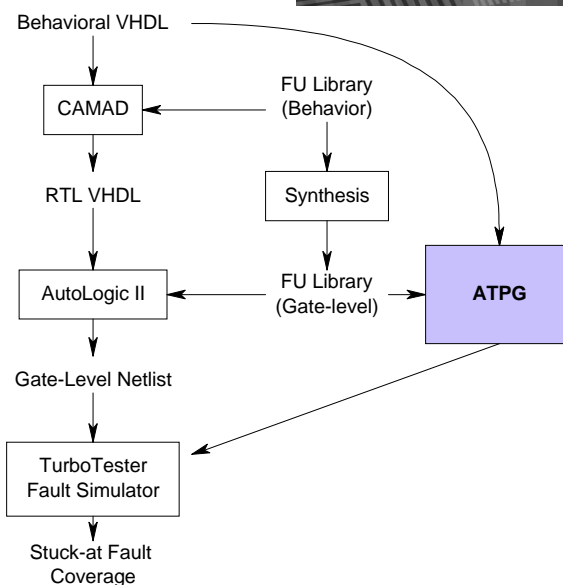 Behavioral VHDL
FU Library
(Behavior)
CAMAD
RTL VHDL
Synthesis
AutoLogic II
FU Library
(Gate-level)
ATPG
Gate-Level Netlist
TurboTester
Fault Simulator
Stuck-at Fault
Coverage